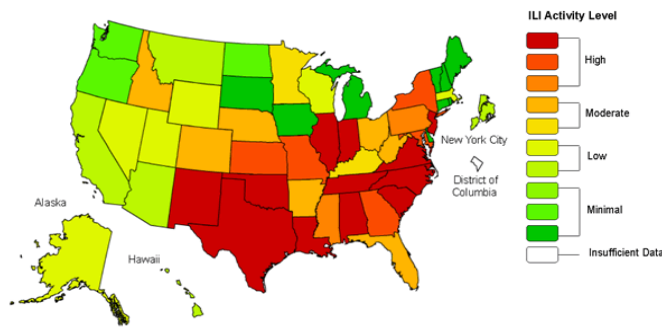 ILI Activity Level
High
Moderate
Low
Minimal
Insufficient Data
New York City
District of
Columbia
Alaska
Hawaii